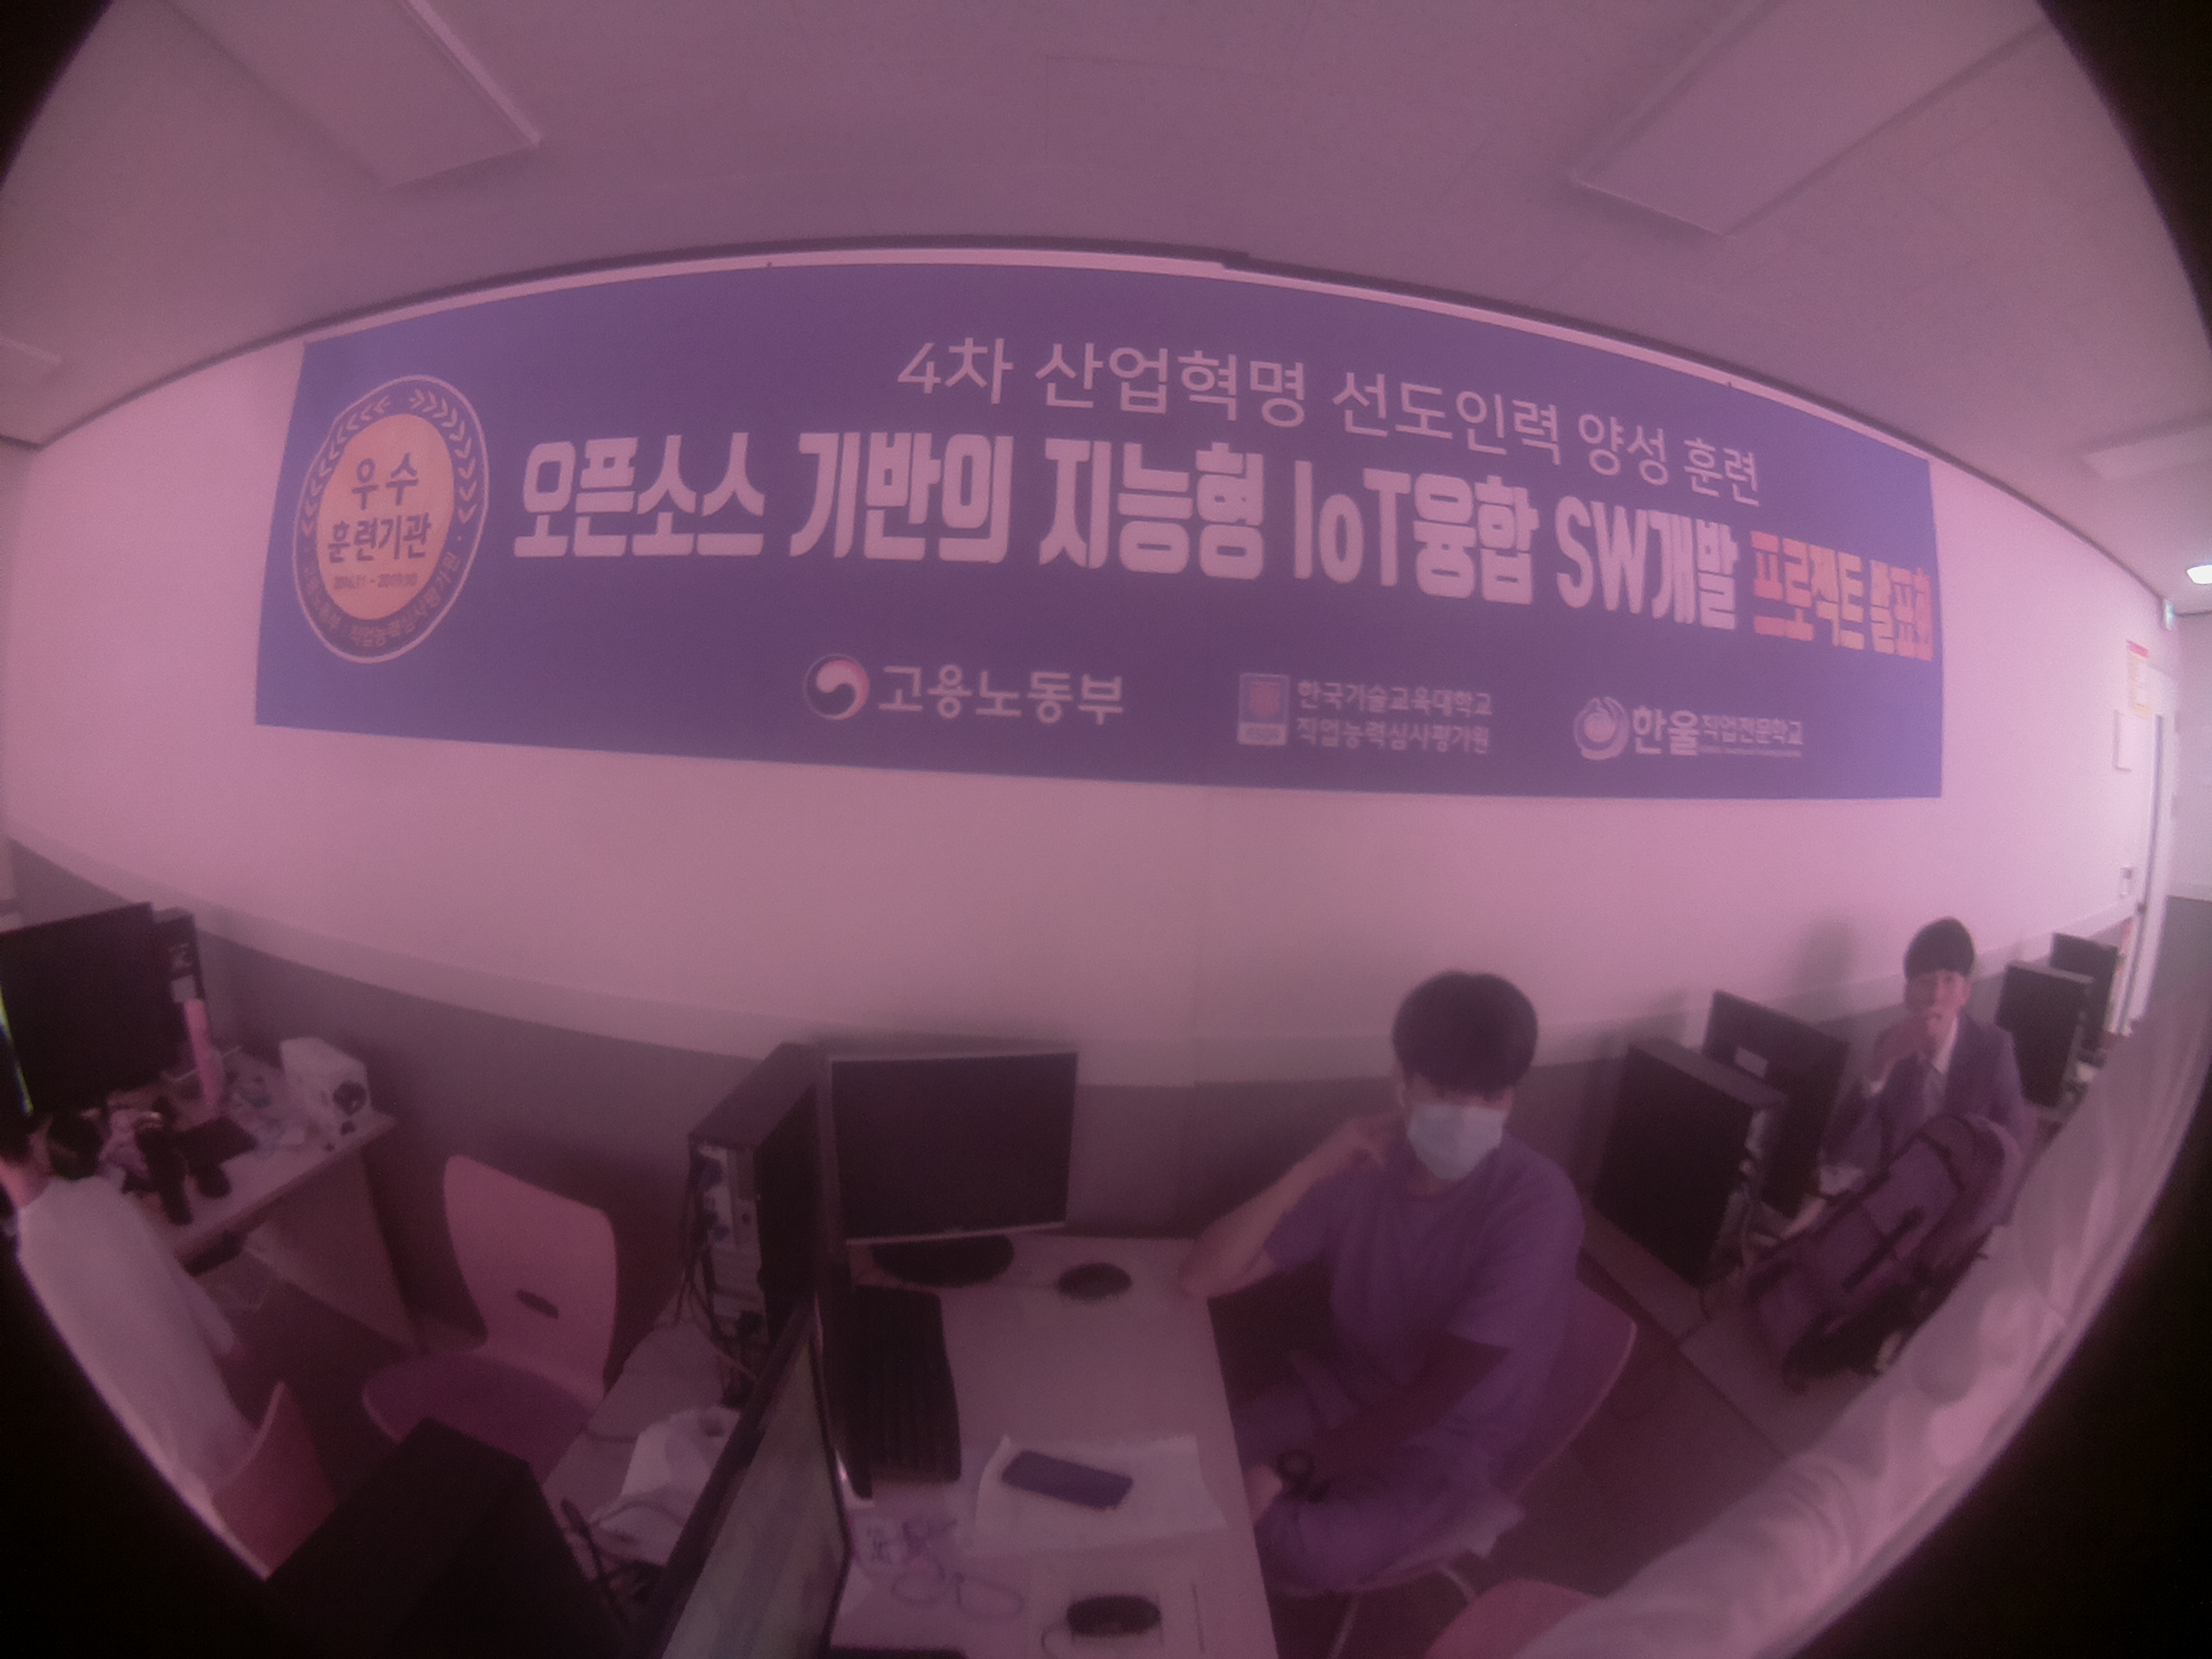 4차 산업혁명 선도인력 양성 훈련
오픈소스 기반의 지능형 IoT융합 SW개발 프로젝트 발표회
우수
훈련기관
고용노동부
한국기술교육대학교
직업능력심사평가원
한울 직업전문학교